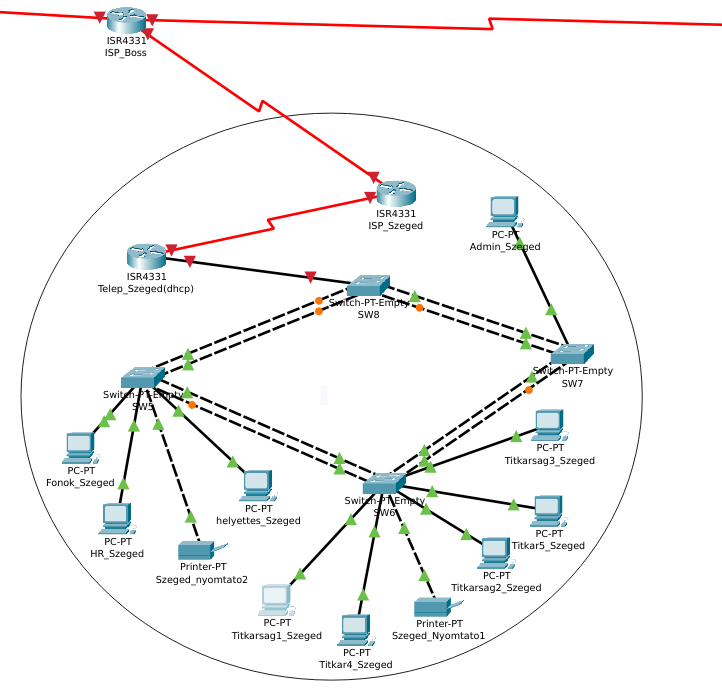 ISR4331
ISP_Boss
ISR4331
ISP_Szeged
PC-PT
Admin_Szeged
ISR4331
Telep_Szeged(dhcp)
Switch-PT-Empty
SW8
Switch-PT-Empty
SW7
Switch-PT-Empty
SW5
PC-PT
Titkarsag3_Szeged
PC-PT
Fonok_Szeged
Switch-PT-Empty
SW6
PC-PT
helyettes_Szeged
PC-PT
HR_Szeged
PC-PT
Titkar5_Szeged
Printer-PT
Szeged_nyomtato2
PC-PT
Titkarsag2_Szeged
PC-PT
Titkarsag1_Szeged
PC-PT
Titkar4_Szeged
Printer-PT
Szeged_Nyomtato1